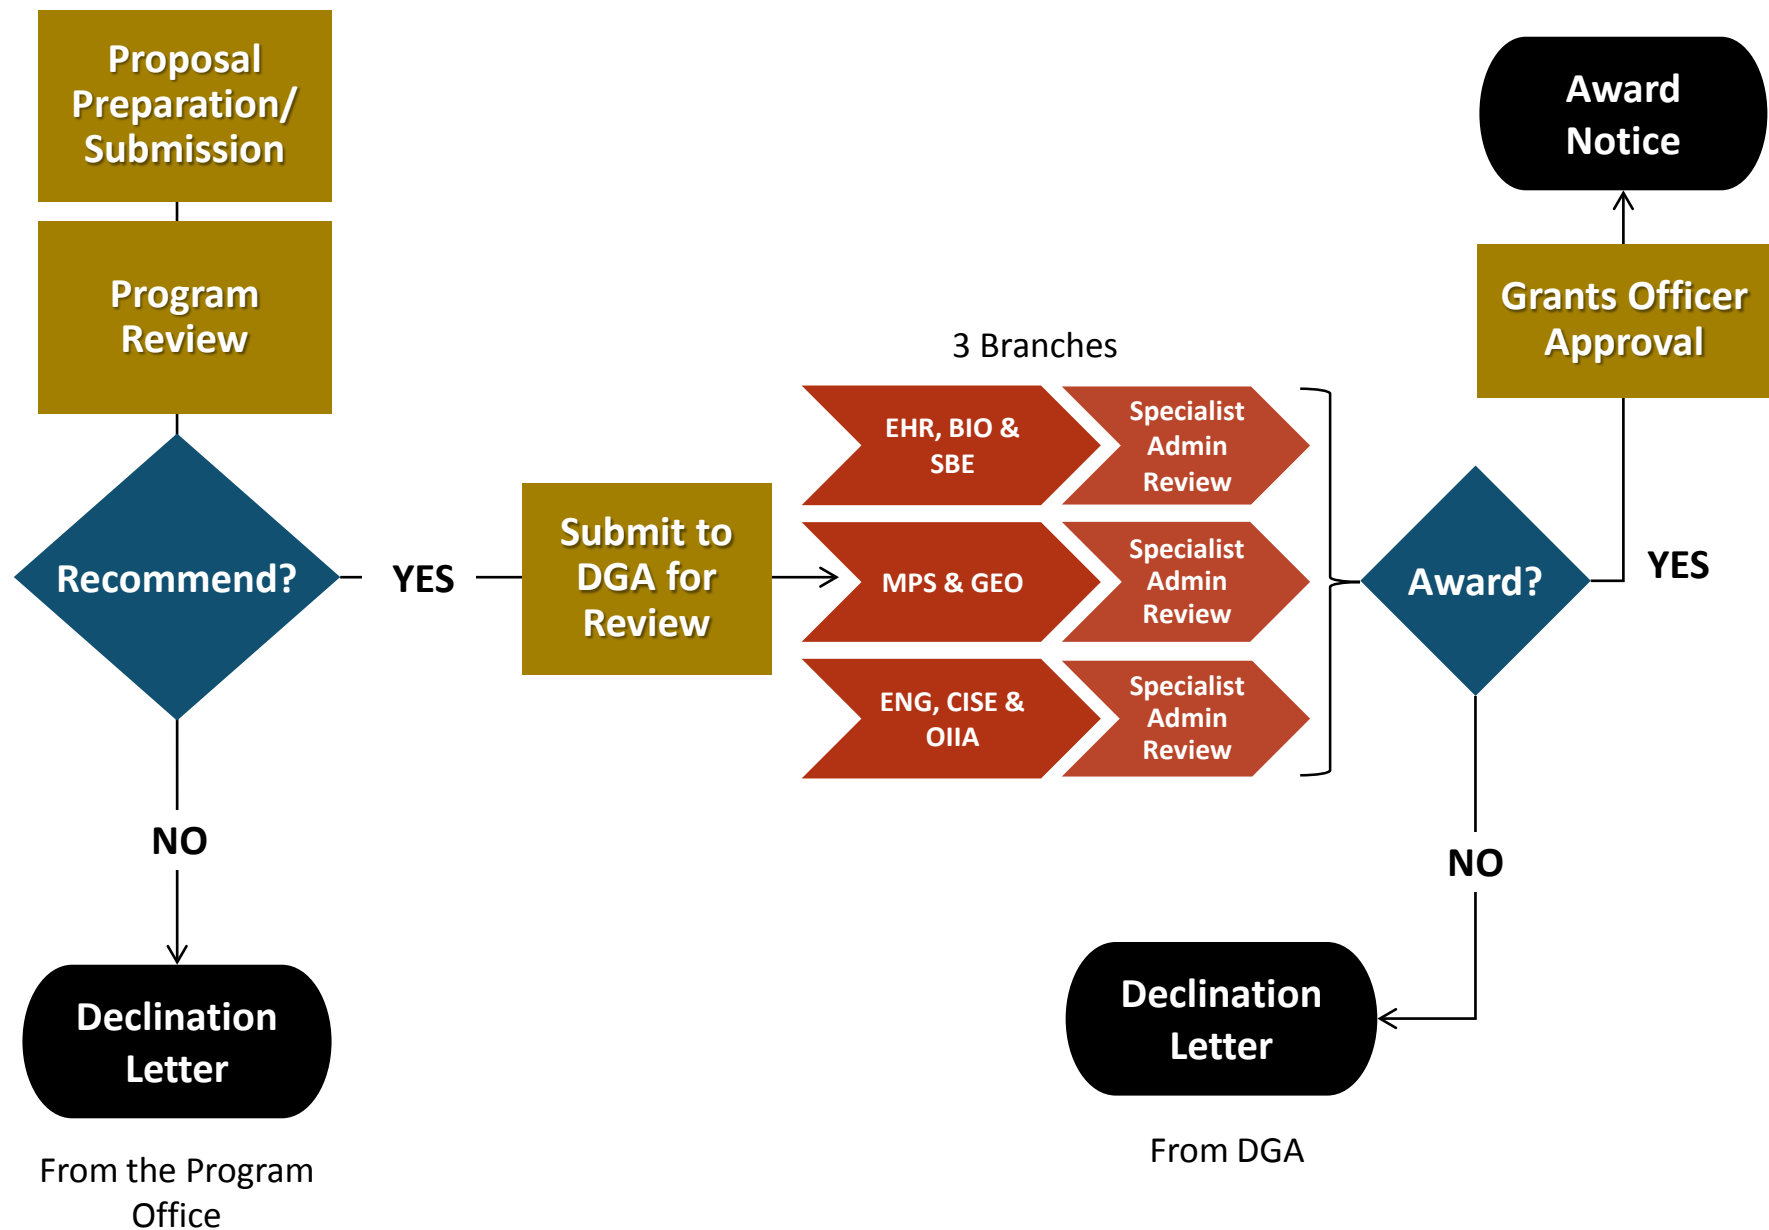 Proposal
Preparation/
Submission
Program
Review
Recommend?
YES
NO
Declination
Letter
From the Program
Office
Submit to
DGA for
Review
3 Branches
EHR, BIO &
SBE
Specialist
Admin
Review
MPS & GEO
Specialist
Admin
Review
ENG, CISE &
OIIA
Specialist
Admin
Review
Award?
YES
Grants Officer
Approval
Award
Notice
NO
Declination
Letter
From DGA